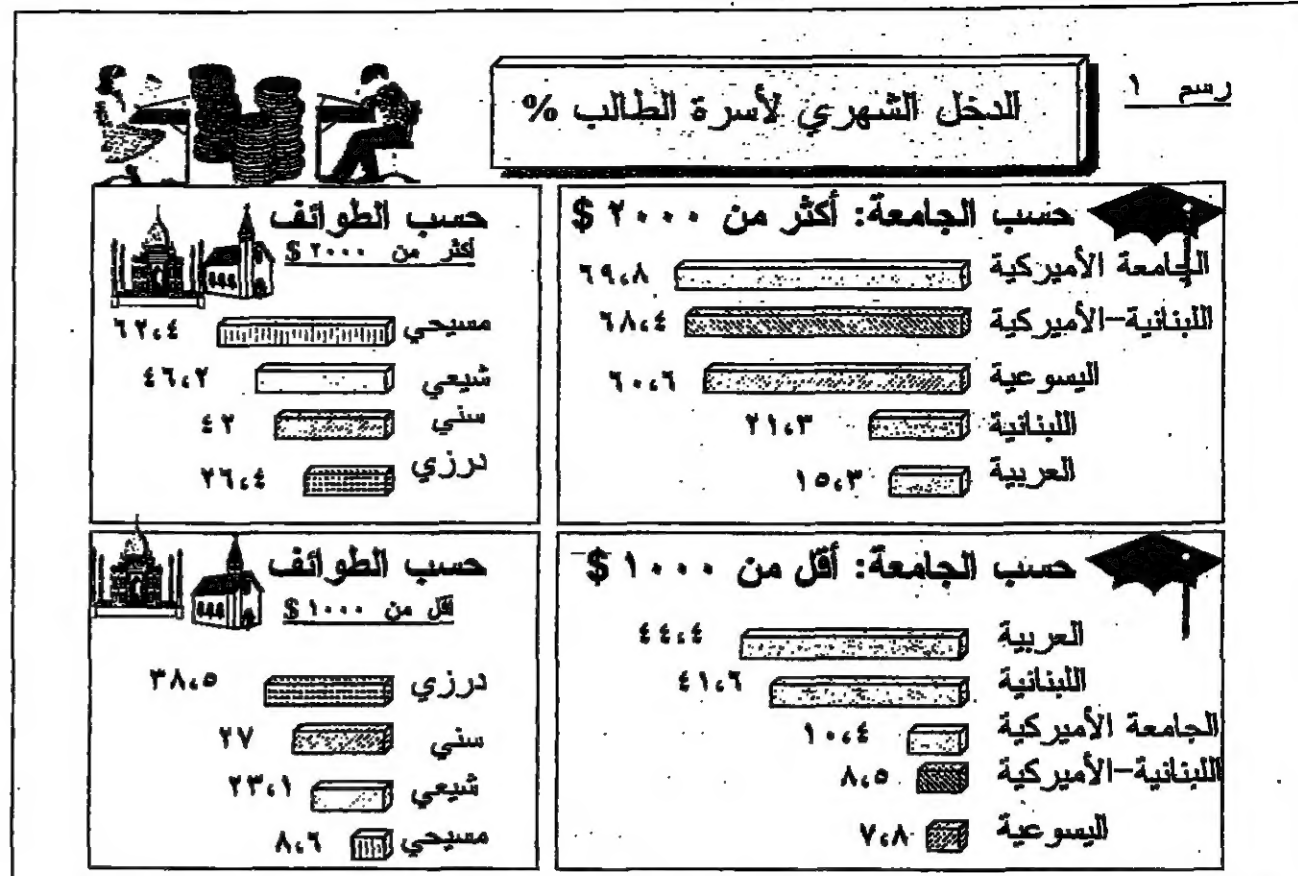 رسم ١
الدخل الشهري لأسرة الطالب %
حسب الجامعة: أكثر من ٢٠٠٠ $
الجامعة الأميركية ٦٩،٨
اللبنانية-الأميركية ٦٨،٤
اليسوعية ٦٠،٦
اللبنانية ٢١،٣
العربية ١٥،٣
حسب الطوائف
أكثر من ٢٠٠٠ $
مسيحي ٦٢،٤
شيعي ٤٦،٢
سني ٤٢
درزي ٢٦،٤
حسب الجامعة: أقل من ١٠٠٠ $
العربية ٤٤،٤
اللبنانية ٤١،٦
الجامعة الأميركية ١٠،٤
اللبنانية-الأميركية ٨،٥
اليسوعية ٧،٨
حسب الطوائف
أقل من ١٠٠٠ $
درزي ٣٨،٥
سني ٢٧
شيعي ٢٣،١
مسيحي ٨،٦